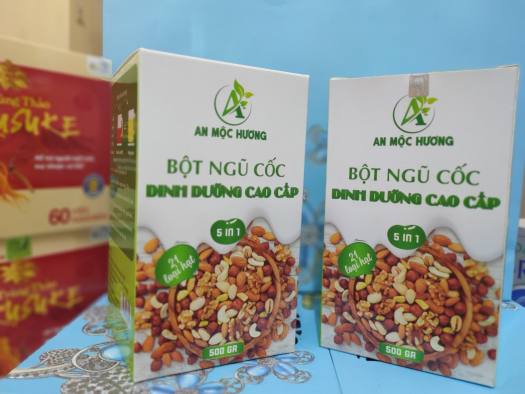 AN MỘC HƯƠNG
BỘT NGŨ CỐC
DINH DƯỠNG CAO CẤP
5 IN 1
21 loại hạt
500 GR
AN MỘC HƯƠNG
BỘT NGŨ CỐC
DINH DƯỠNG CAO CẤP
5 IN 1
21 loại hạt
500 GR
60